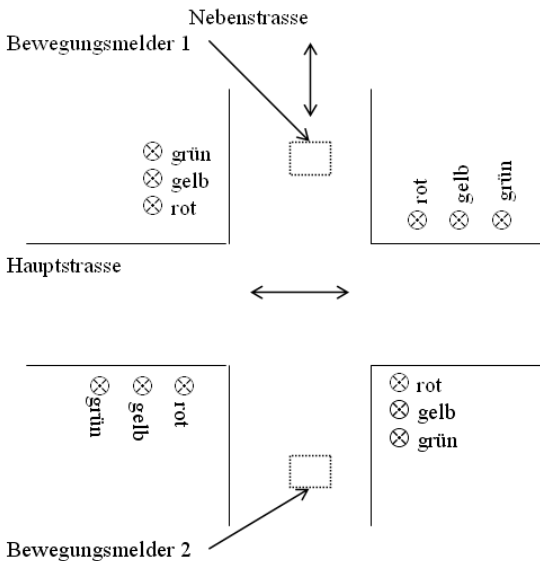 Nebenstrasse
Bewegungsmelder 1
grün
gelb
rot
rot
gelb
grün
Hauptstrasse
grün
gelb
rot
rot
gelb
grün
Bewegungsmelder 2